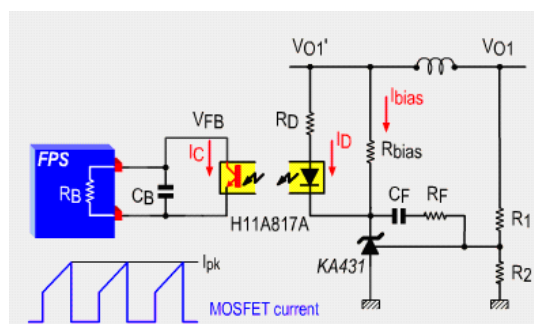 VO1' VO1
Ibias
RD
VFB
IC ID Rbias
FPS
RB CB CF RF
H11A817A R1
KA431 R2
Ipk
MOSFET current